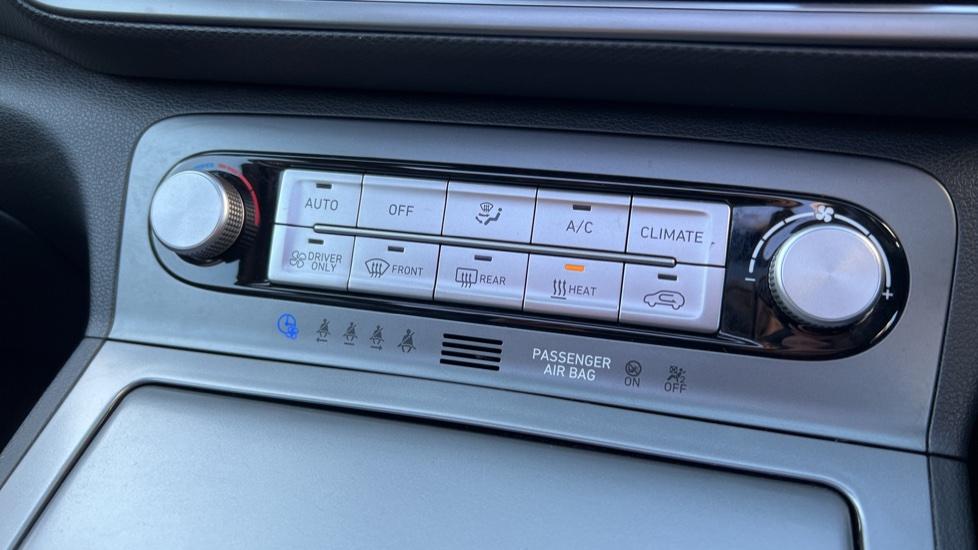 AUTO
OFF
A/C
CLIMATE
DRIVER
ONLY
FRONT
REAR
HEAT
− +
PASSENGER
AIR BAG
ON
OFF